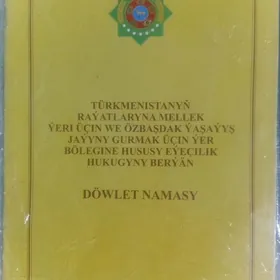 TÜRKMENISTANYŇ
RAÝATLARYNA MELLEK
ÝERI ÜÇIN WE ÖZBAŞDAK ÝAŞAÝYŞ
JAÝYNY GURMAK ÜÇIN ÝER
BÖLEGINE HUSUSY EÝEÇILIK
HUKUGYNY BERÝÄN
DÖWLET NAMASY